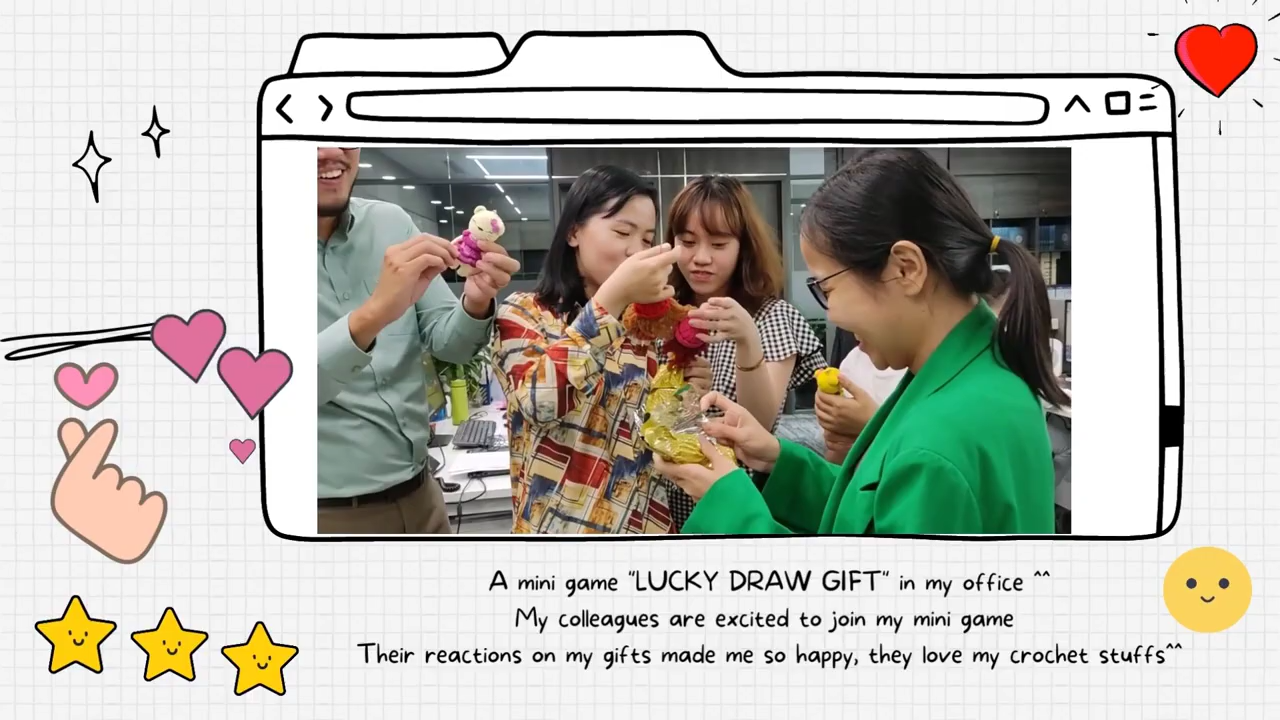 A mini game "LUCKY DRAW GIFT" in my office ^^
My colleagues are excited to join my mini game
Their reactions on my gifts made me so happy, they love my crochet stuffs^^